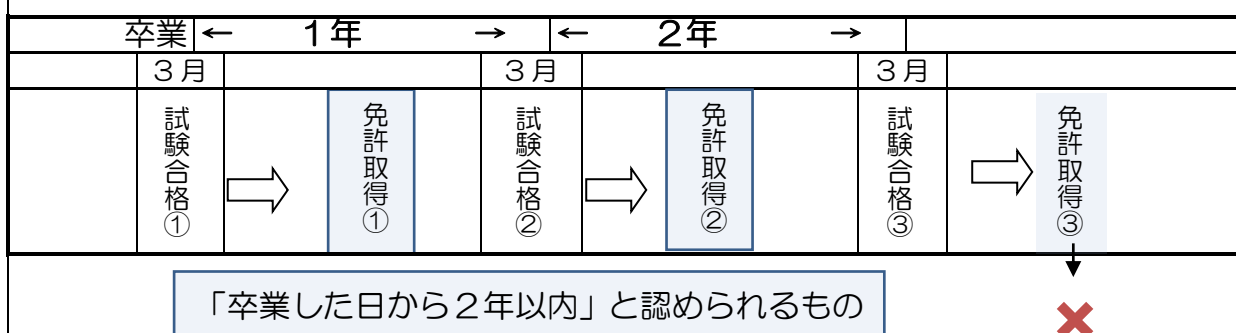 卒業 ← 1年 → ← 2年 →
3月 3月 3月
試験合格①
免許取得①
試験合格②
免許取得②
試験合格③
免許取得③
「卒業した日から2年以内」と認められるもの